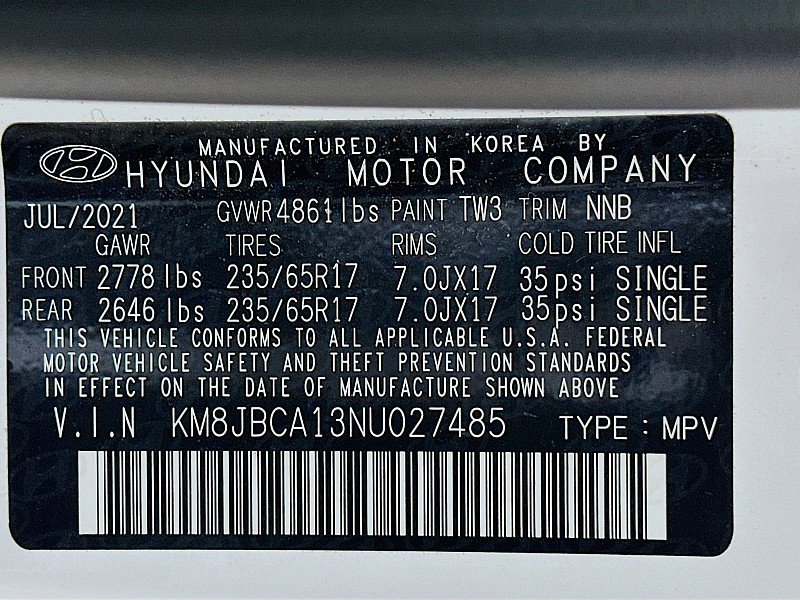 MANUFACTURED IN KOREA BY
HYUNDAI MOTOR COMPANY
JUL/2021 GVWR 4861lbs PAINT TW3 TRIM NNB
GAWR TIRES RIMS COLD TIRE INFL
FRONT 2778 lbs 235/65R17 7.0JX17 35psi SINGLE
REAR 2646 lbs 235/65R17 7.0JX17 35psi SINGLE
THIS VEHICLE CONFORMS TO ALL APPLICABLE U.S.A. FEDERAL
MOTOR VEHICLE SAFETY AND THEFT PREVENTION STANDARDS
IN EFFECT ON THE DATE OF MANUFACTURE SHOWN ABOVE.
V.I.N KM8JBCA13NU027485 TYPE : MPV